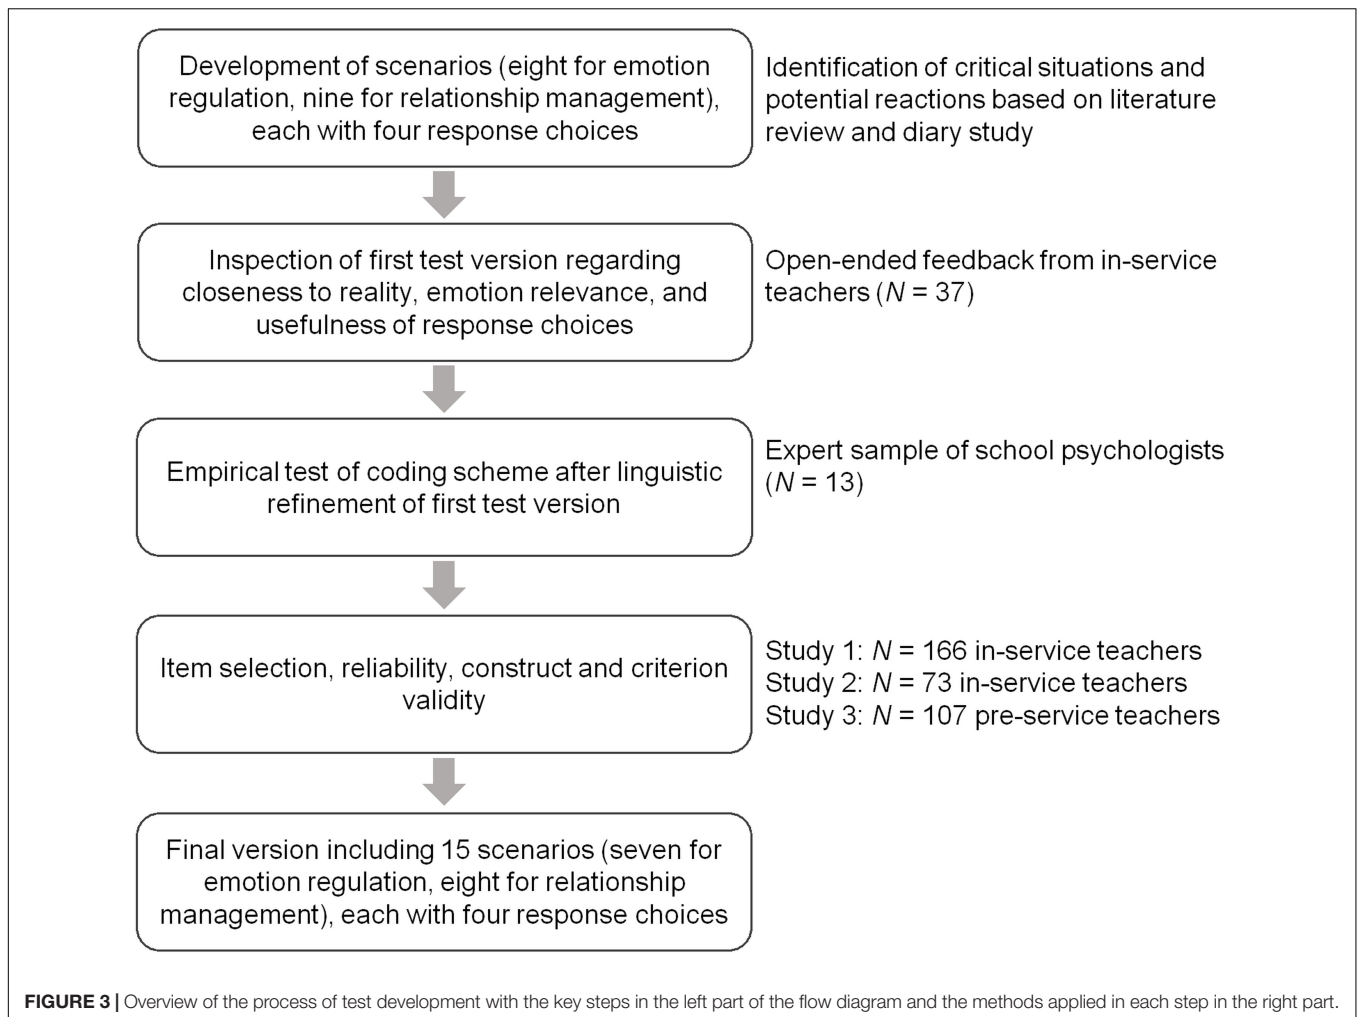 Development of scenarios (eight for emotion
regulation, nine for relationship management),
each with four response choices
Identification of critical situations and
potential reactions based on literature
review and diary study
Inspection of first test version regarding
closeness to reality, emotion relevance, and
usefulness of response choices
Open-ended feedback from in-service
teachers (N = 37)
Empirical test of coding scheme after linguistic
refinement of first test version
Expert sample of school psychologists
(N = 13)
Item selection, reliability, construct and criterion
validity
Study 1: N = 166 in-service teachers
Study 2: N = 73 in-service teachers
Study 3: N = 107 pre-service teachers
Final version including 15 scenarios (seven for
emotion regulation, eight for relationship
management), each with four response choices
FIGURE 3 | Overview of the process of test development with the key steps in the left part of the flow diagram and the methods applied in each step in the right part.